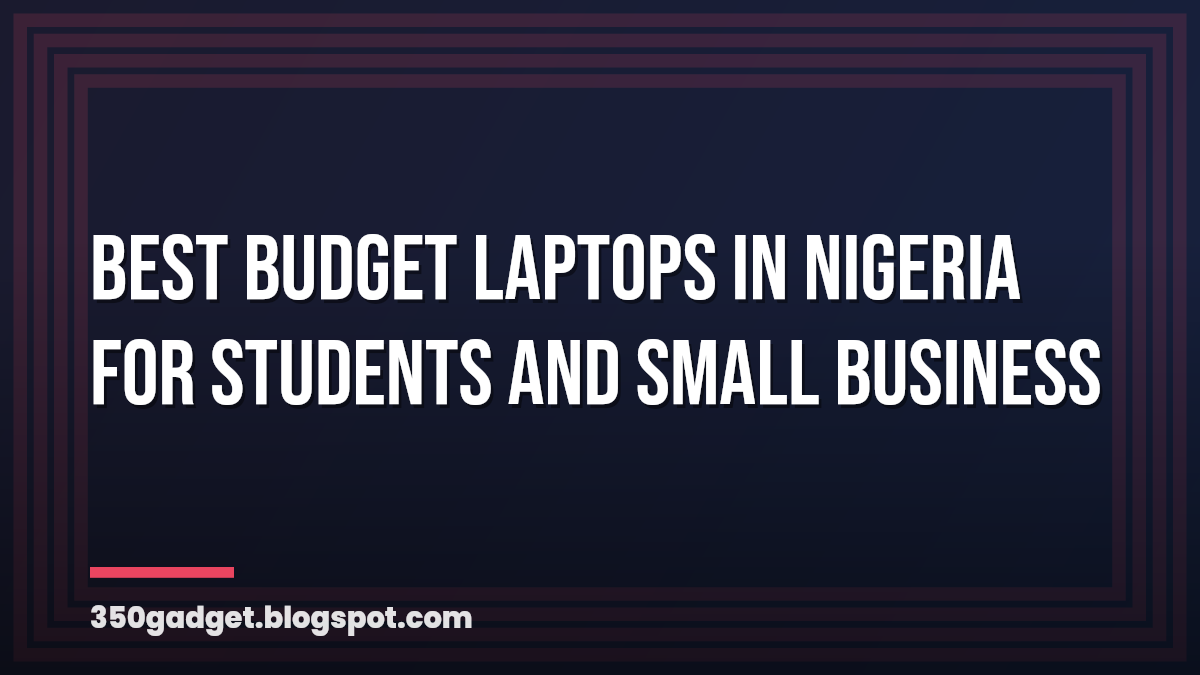 BEST BUDGET LAPTOPS IN NIGERIA
FOR STUDENTS AND SMALL BUSINESS
350gadget.blogspot.com